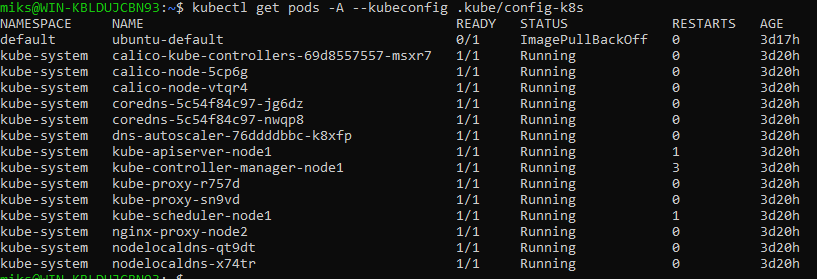 miks@WIN-KBLDUJCBN93:~$ kubectl get pods -A --kubeconfig .kube/config-k8s
NAMESPACE     NAME                                       READY   STATUS             RESTARTS   AGE
default       ubuntu-default                             0/1     ImagePullBackOff   0          3d17h
kube-system   calico-kube-controllers-69d8557557-msxr7   1/1     Running            0          3d20h
kube-system   calico-node-5cp6g                          1/1     Running            0          3d20h
kube-system   calico-node-vtqr4                          1/1     Running            0          3d20h
kube-system   coredns-5c54f84c97-jg6dz                   1/1     Running            0          3d20h
kube-system   coredns-5c54f84c97-nwqp8                   1/1     Running            0          3d20h
kube-system   dns-autoscaler-76ddddbbc-k8xfp             1/1     Running            0          3d20h
kube-system   kube-apiserver-node1                       1/1     Running            1          3d20h
kube-system   kube-controller-manager-node1              1/1     Running            3          3d20h
kube-system   kube-proxy-r757d                           1/1     Running            0          3d20h
kube-system   kube-proxy-sn9vd                           1/1     Running            0          3d20h
kube-system   kube-scheduler-node1                       1/1     Running            1          3d20h
kube-system   nginx-proxy-node2                          1/1     Running            0          3d20h
kube-system   nodelocaldns-qt9dt                         1/1     Running            0          3d20h
kube-system   nodelocaldns-x74tr                         1/1     Running            0          3d20h
miks@WIN-KBLDUJCBN93:~$